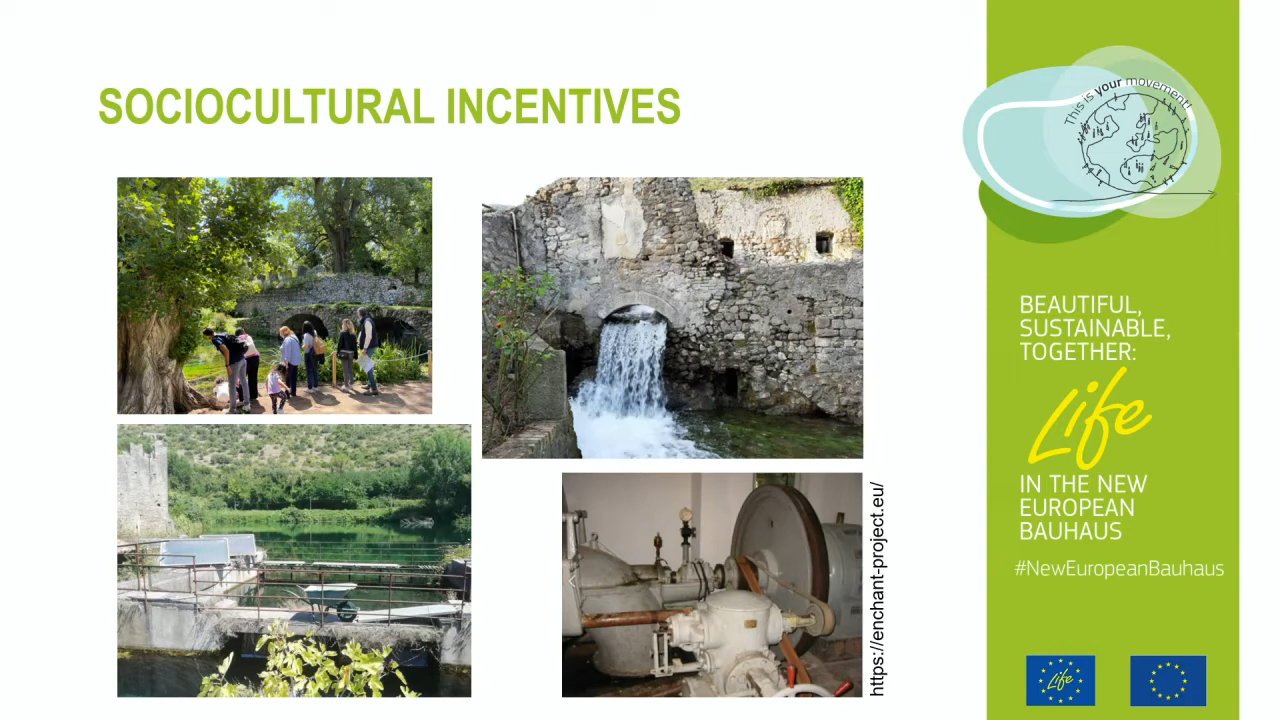 SOCIOCULTURAL INCENTIVES
https://enchant-project.eu/
This is your movement!
BEAUTIFUL,
SUSTAINABLE,
TOGETHER:
Life
IN THE NEW
EUROPEAN
BAUHAUS
#NewEuropeanBauhaus
Life